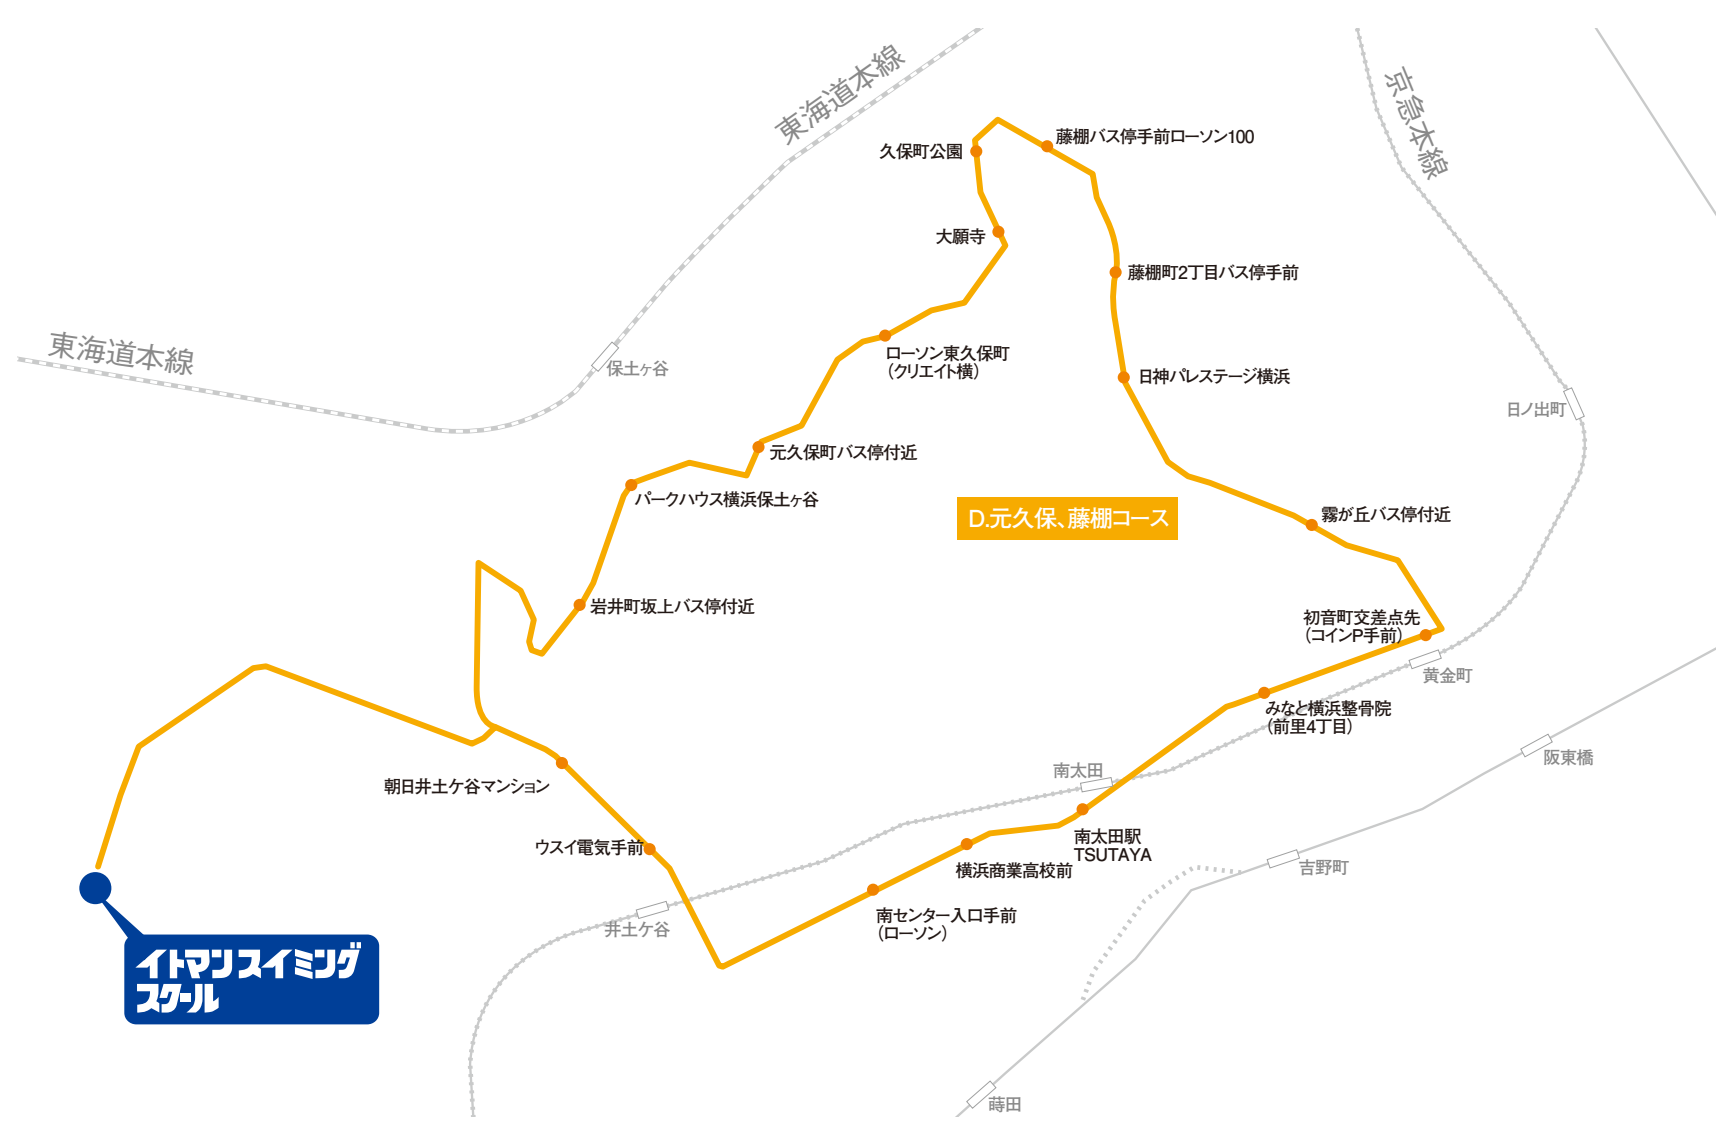 東海道本線
京急本線
藤棚バス停手前ローソン100
久保町公園
大願寺
藤棚町2丁目バス停手前
東海道本線
保土ヶ谷
ローソン東久保町
(クリエイト横)
日神パレステージ横浜
日ノ出町
元久保町バス停付近
パークハウス横浜保土ヶ谷
D.元久保、藤棚コース
霧が丘バス停付近
岩井町坂上バス停付近
初音町交差点先
(コインP手前)
黄金町
みなと横浜整骨院
(前里4丁目)
阪東橋
南太田
朝日井土ケ谷マンション
南太田駅
TSUTAYA
ウスイ電気手前
横浜商業高校前
吉野町
南センター入口手前
(ローソン)
井土ケ谷
イトマンスイミング
スクール
蒔田